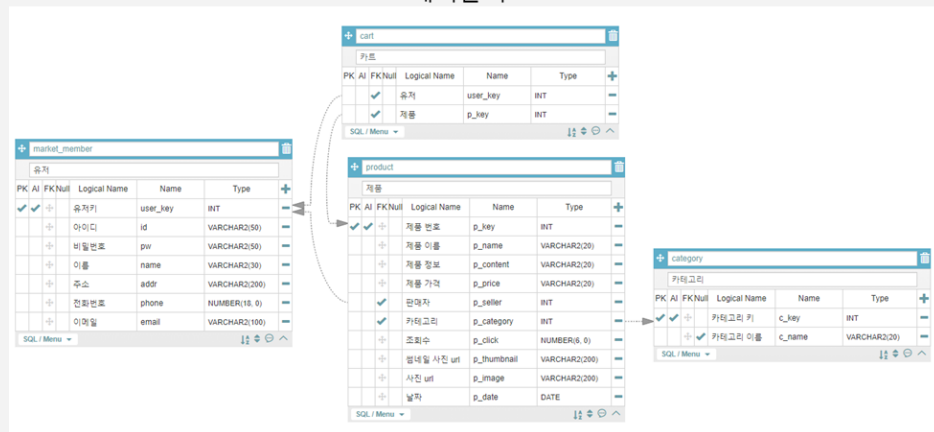 cart
카트
PK AI FK Null Logical Name Name Type
유저 user_key INT
제품 p_key INT
SQL / Menu
market_member
유저
PK AI FK Null Logical Name Name Type
유저키 user_key INT
아이디 id VARCHAR2(50)
비밀번호 pw VARCHAR2(50)
이름 name VARCHAR2(30)
주소 addr VARCHAR2(200)
전화번호 phone NUMBER(18, 0)
이메일 email VARCHAR2(100)
SQL / Menu
product
제품
PK AI FK Null Logical Name Name Type
제품 번호 p_key INT
제품 이름 p_name VARCHAR2(20)
제품 정보 p_content VARCHAR2(20)
제품 가격 p_price VARCHAR2(20)
판매자 p_seller INT
카테고리 p_category INT
조회수 p_click NUMBER(6, 0)
썸네일 사진 url p_thumbnail VARCHAR2(200)
사진 url p_image VARCHAR2(200)
날짜 p_date DATE
SQL / Menu
category
카테고리
PK AI FK Null Logical Name Name Type
카테고리 키 c_key INT
카테고리 이름 c_name VARCHAR2(20)
SQL / Menu